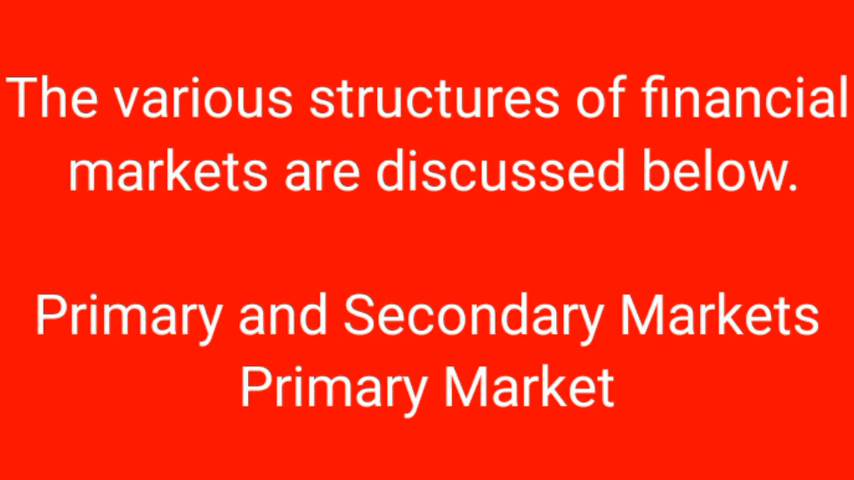 The various structures of financial
markets are discussed below.
Primary and Secondary Markets
Primary Market